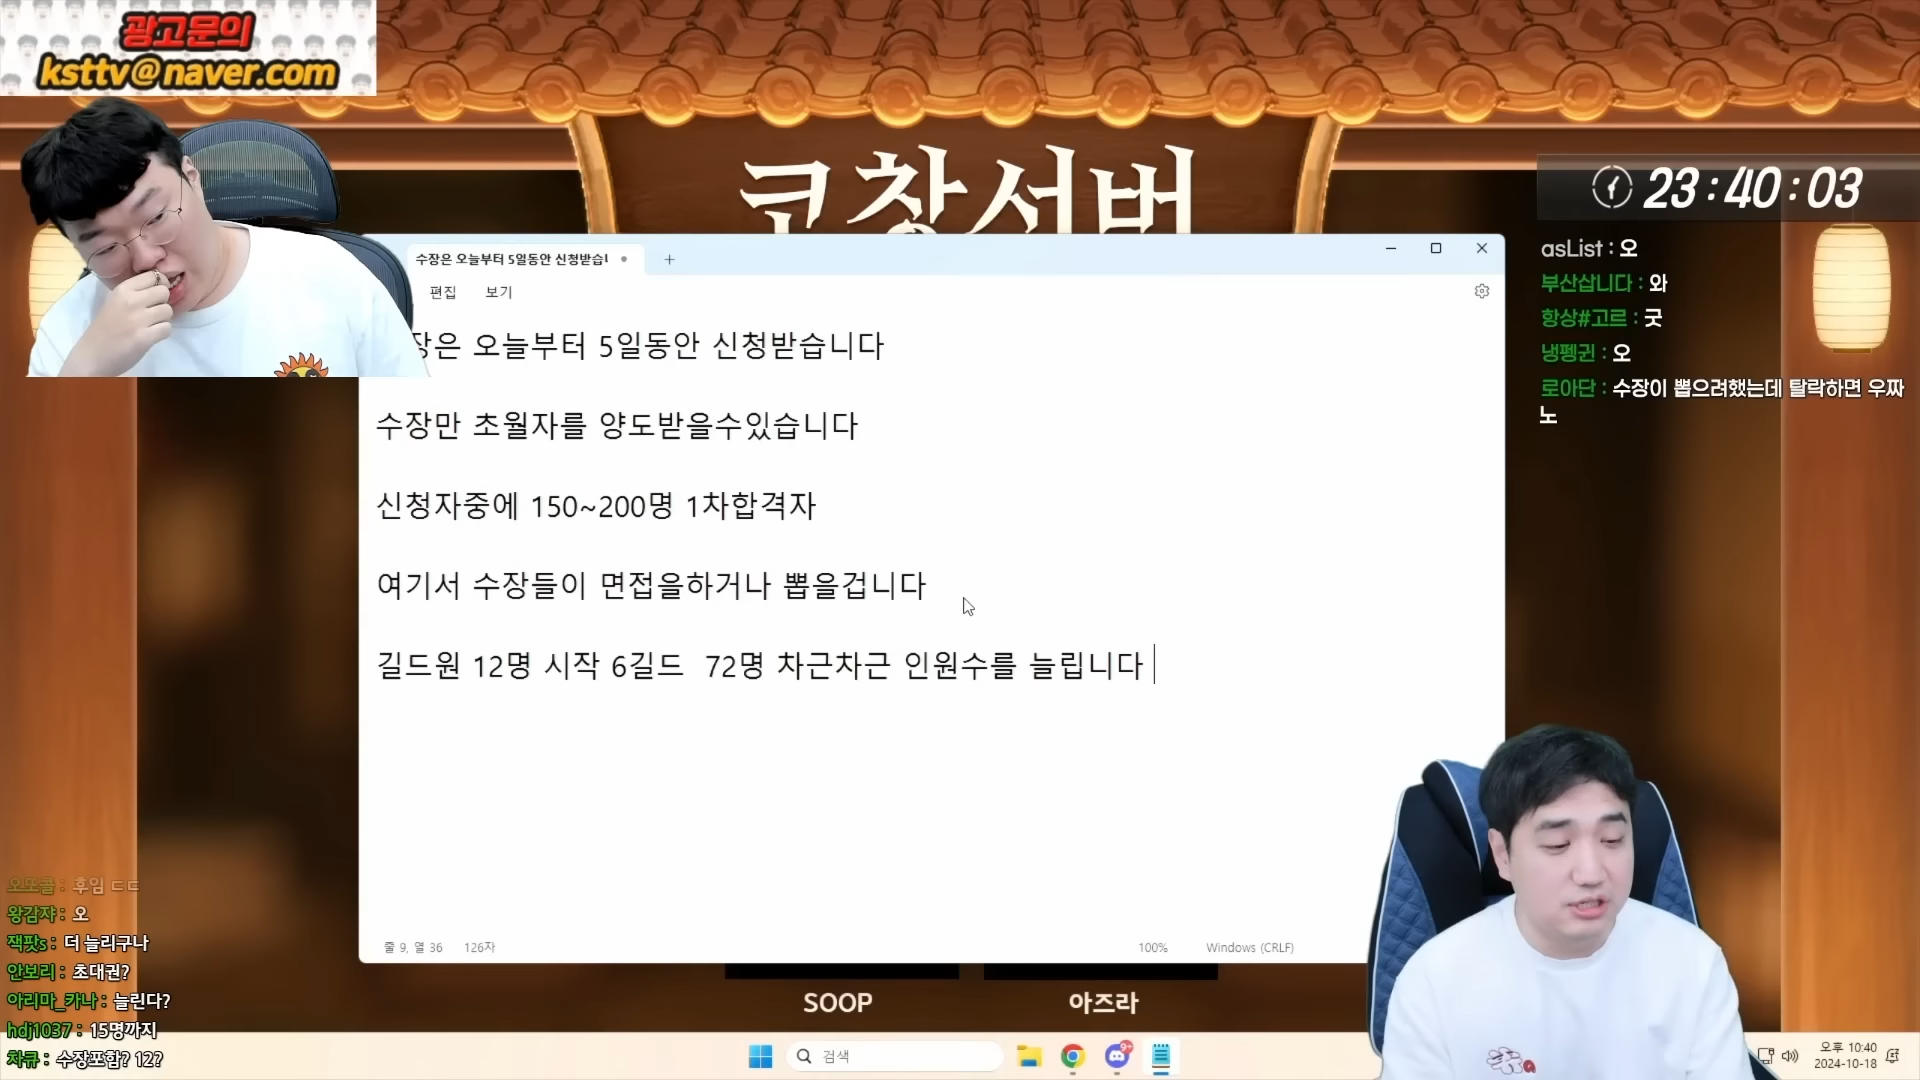 광고문의
ksttv@naver.com
코창서버
23:40:03
asList : 오
부산삽니다 : 와
항상#고르 : 굿
냉펭귄 : 오
로아단 : 수장이 뽑으려했는데 탈락하면 우짜
노
수장은 오늘부터 5일동안 신청받습니
편집 보기
장은 오늘부터 5일동안 신청받습니다
수장만 초월자를 양도받을수있습니다
신청자중에 150~200명 1차합격자
여기서 수장들이 면접을하거나 뽑을겁니다
길드원 12명 시작 6길드  72명 차근차근 인원수를 늘립니다
줄 9, 열 36 126자 100% Windows (CRLF)
오또콜 : 후임 ㄷㄷ
왕감쟈 : 오
잭팟s : 더 늘리구나
안보리 : 초대권?
아리마_카나 : 늘린다?
hdj1037 : 15명까지
차큐 : 수장포함? 12?
SOOP 아즈라
검색
9+
오후 10:40
2024-10-18